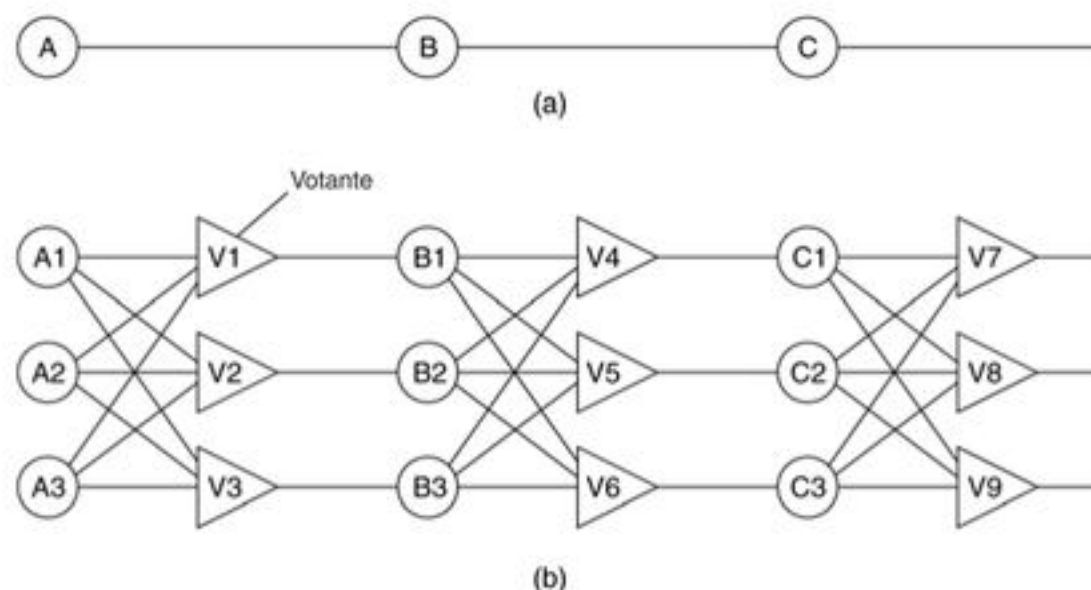 A B C
(a)
Votante
A1 V1 B1 V4 C1 V7
A2 V2 B2 V5 C2 V8
A3 V3 B3 V6 C3 V9
(b)